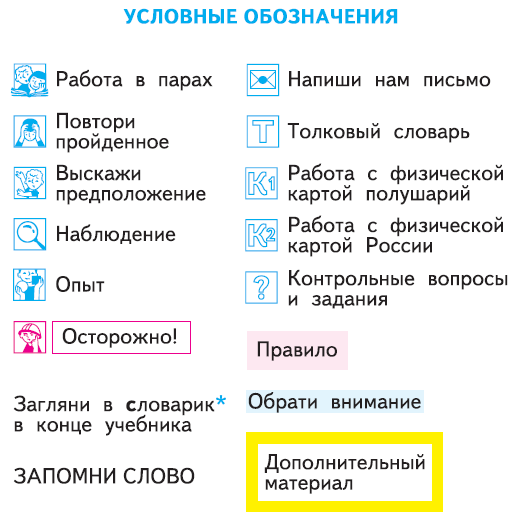 УСЛОВНЫЕ ОБОЗНАЧЕНИЯ
Работа в парах
Повтори
пройденное
Выскажи
предположение
Наблюдение
Опыт
Осторожно!
Загляни в словарик*
в конце учебника
ЗАПОМНИ СЛОВО
Напиши нам письмо
Т
Толковый словарь
К1
Работа с физической
картой полушарий
К2
Работа с физической
картой России
?
Контрольные вопросы
и задания
Правило
Обрати внимание
Дополнительный
материал